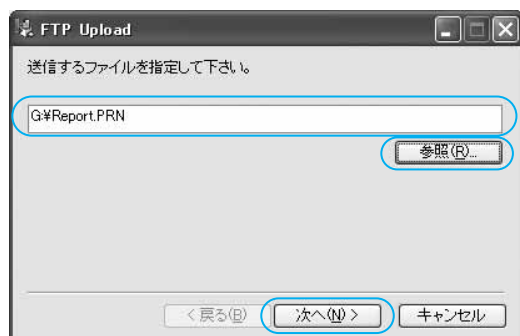 FTP Upload
送信するファイルを指定して下さい。
G:¥Report.PRN
参照(R)...
< 戻る(B)
次へ(N) >
キャンセル